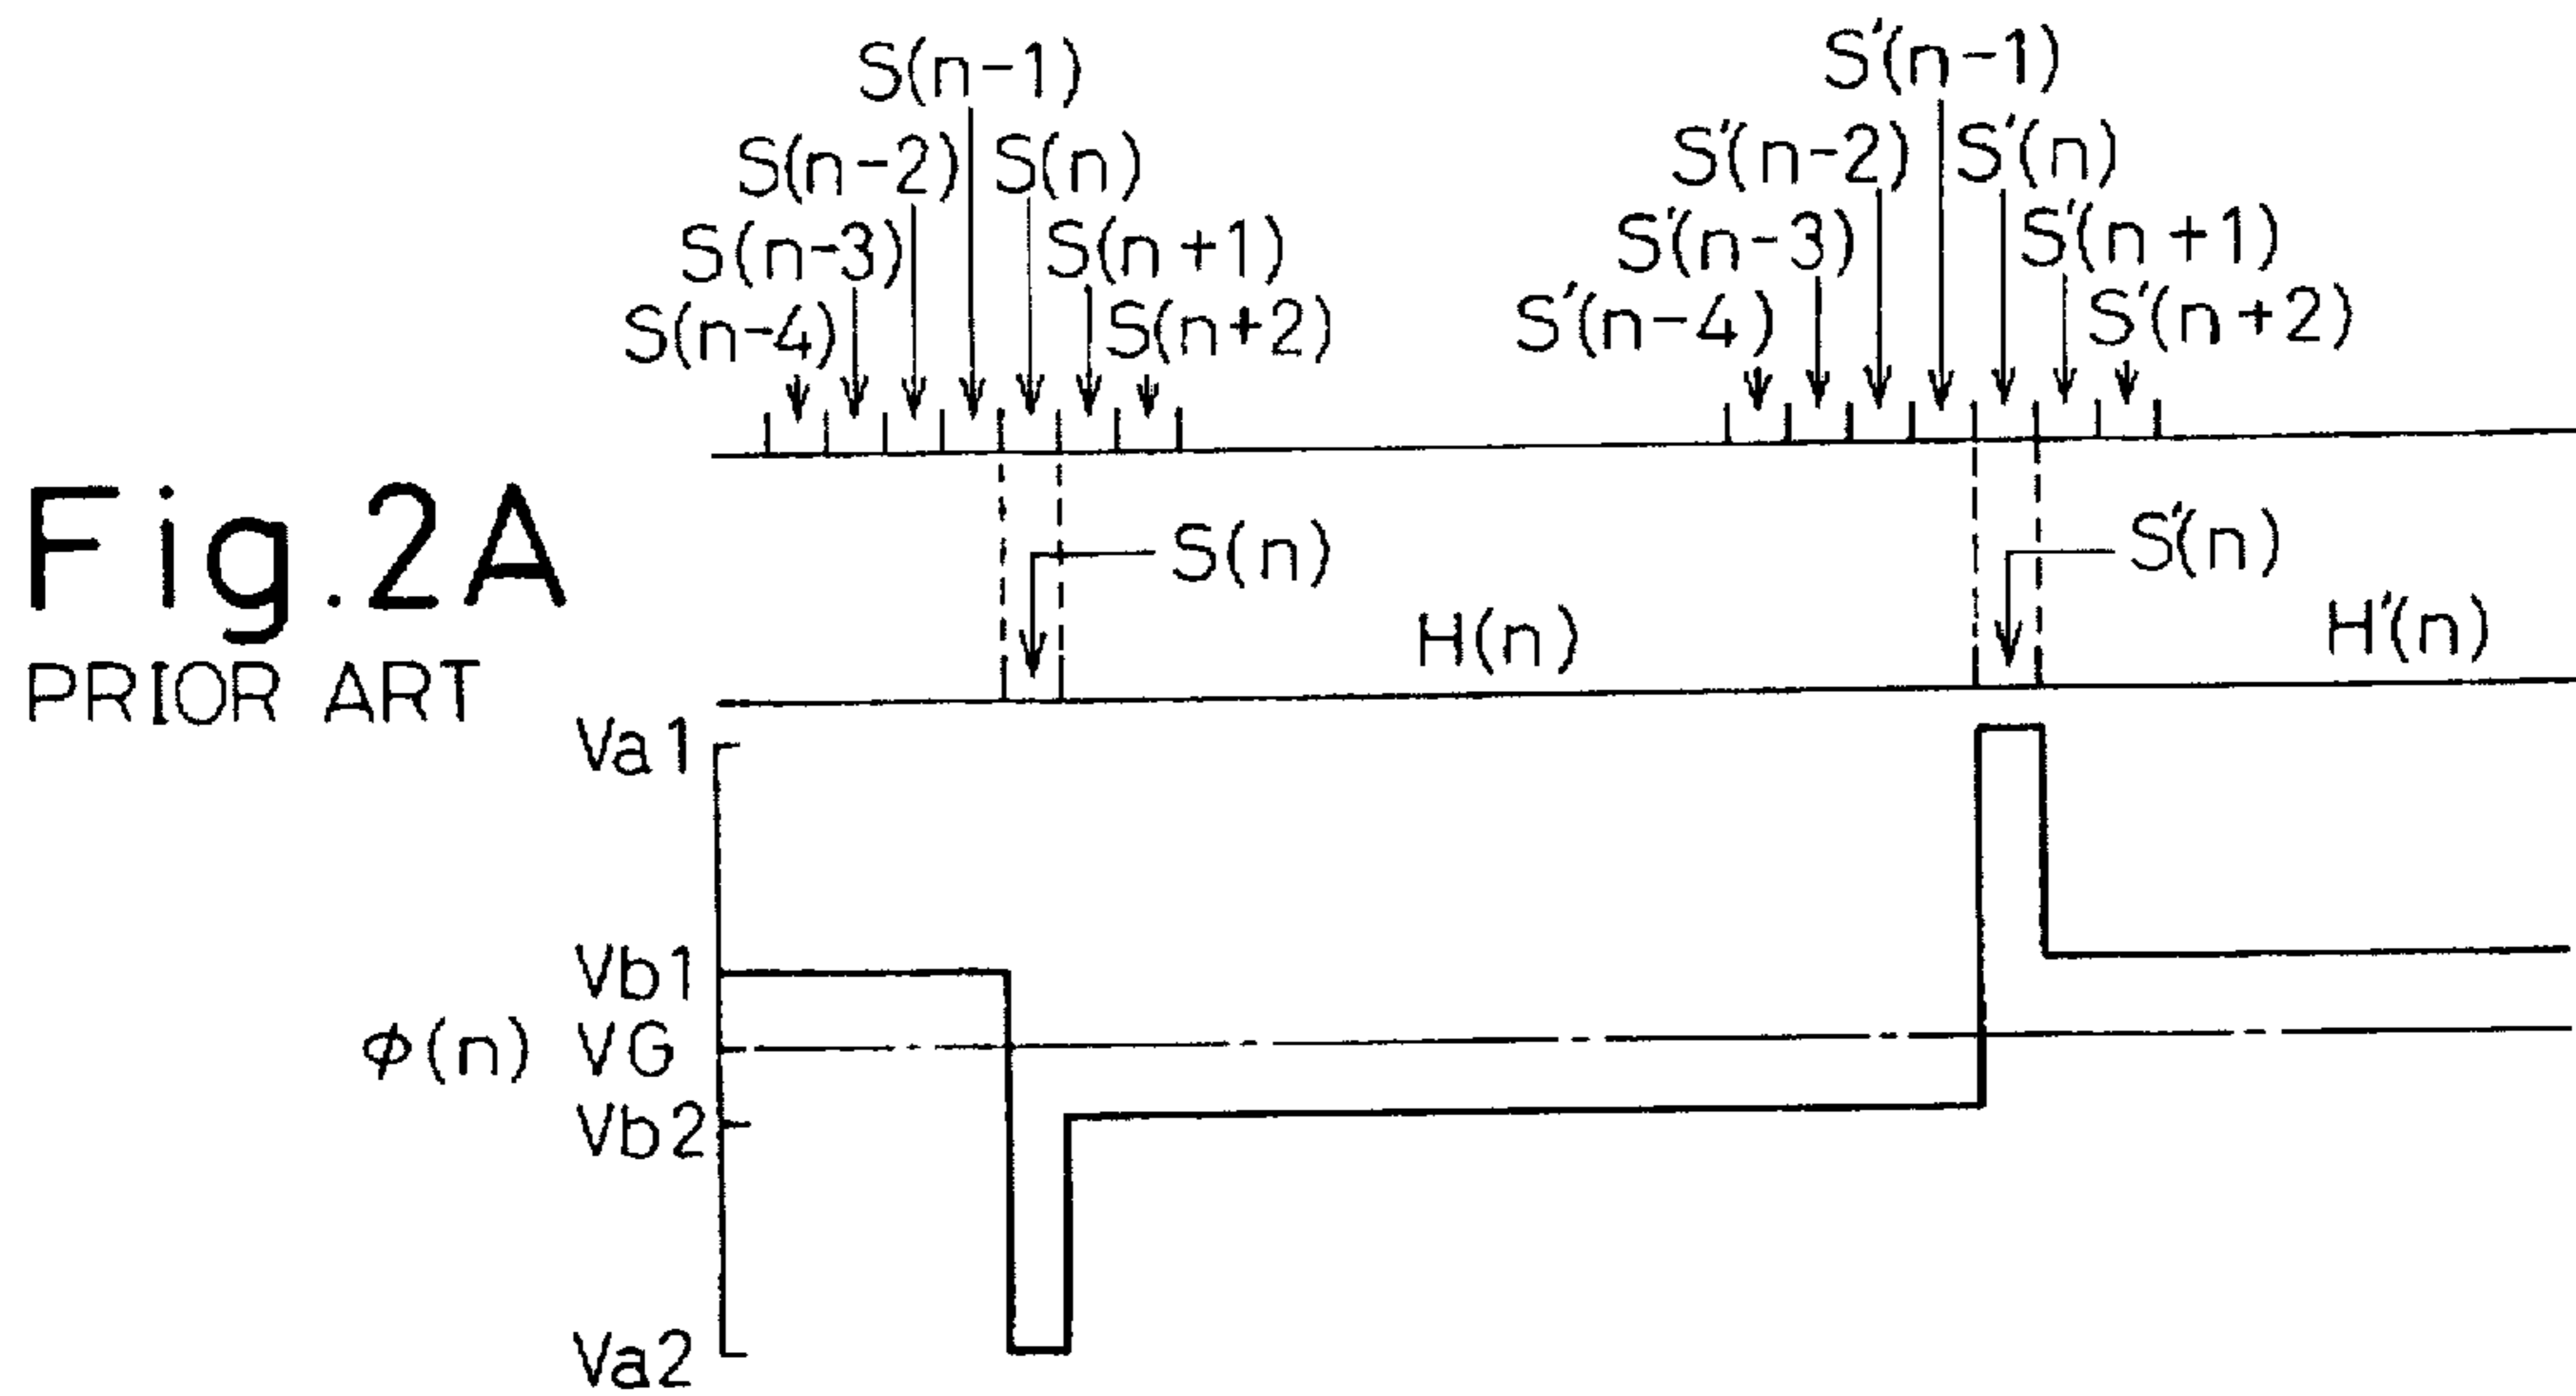 S(n-1)
S'(n-1)
S(n-2)
S(n)
S'(n-2)
S'(n)
S(n-3)
S(n+1)
S'(n-3)
S'(n+1)
S(n-4)
S(n+2)
S'(n-4)
S'(n+2)
Fig.2A
PRIOR ART
S(n)
S'(n)
H(n)
H'(n)
Va1
Vb1
ϕ(n) VG
Vb2
Va2